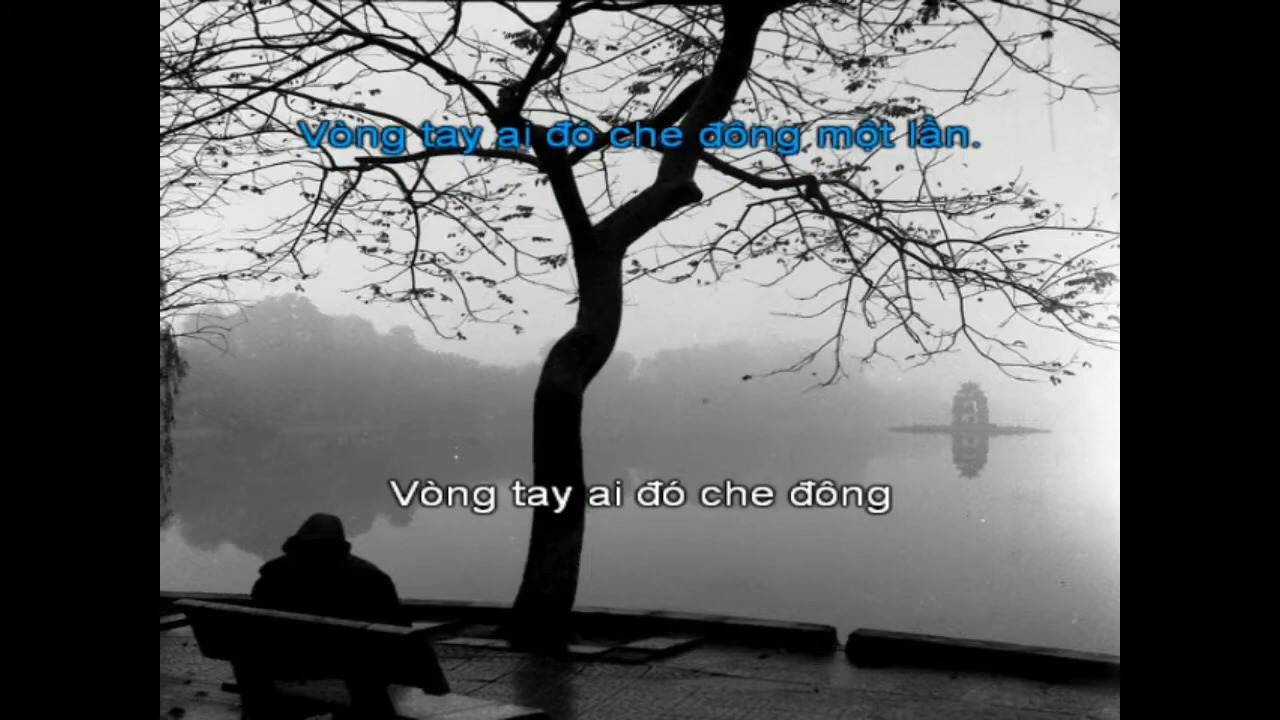 Vòng tay ai đó che đông một lần.
Vòng tay ai đó che đông